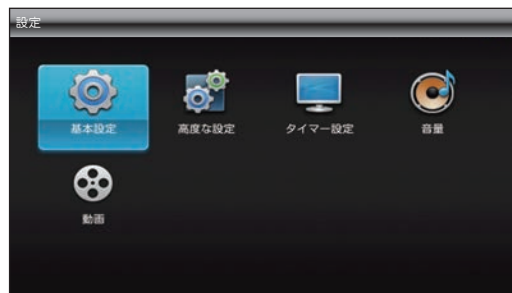 設定
基本設定
高度な設定
タイマー設定
音量
動画